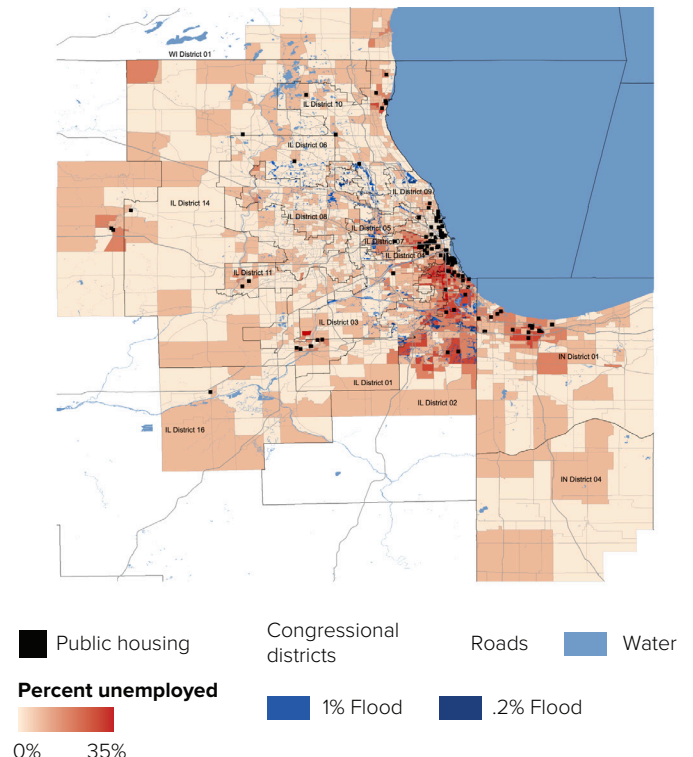 WI District 01
IL District 10
IL District 06
IL District 14
IL District 09
IL District 08
IL District 05
IL District 07
IL District 04
IL District 11
IL District 03
IN District 01
IL District 01
IL District 02
IL District 16
IN District 04
Public housing
Congressional
districts
Roads
Water
Percent unemployed
0%
35%
1% Flood
.2% Flood